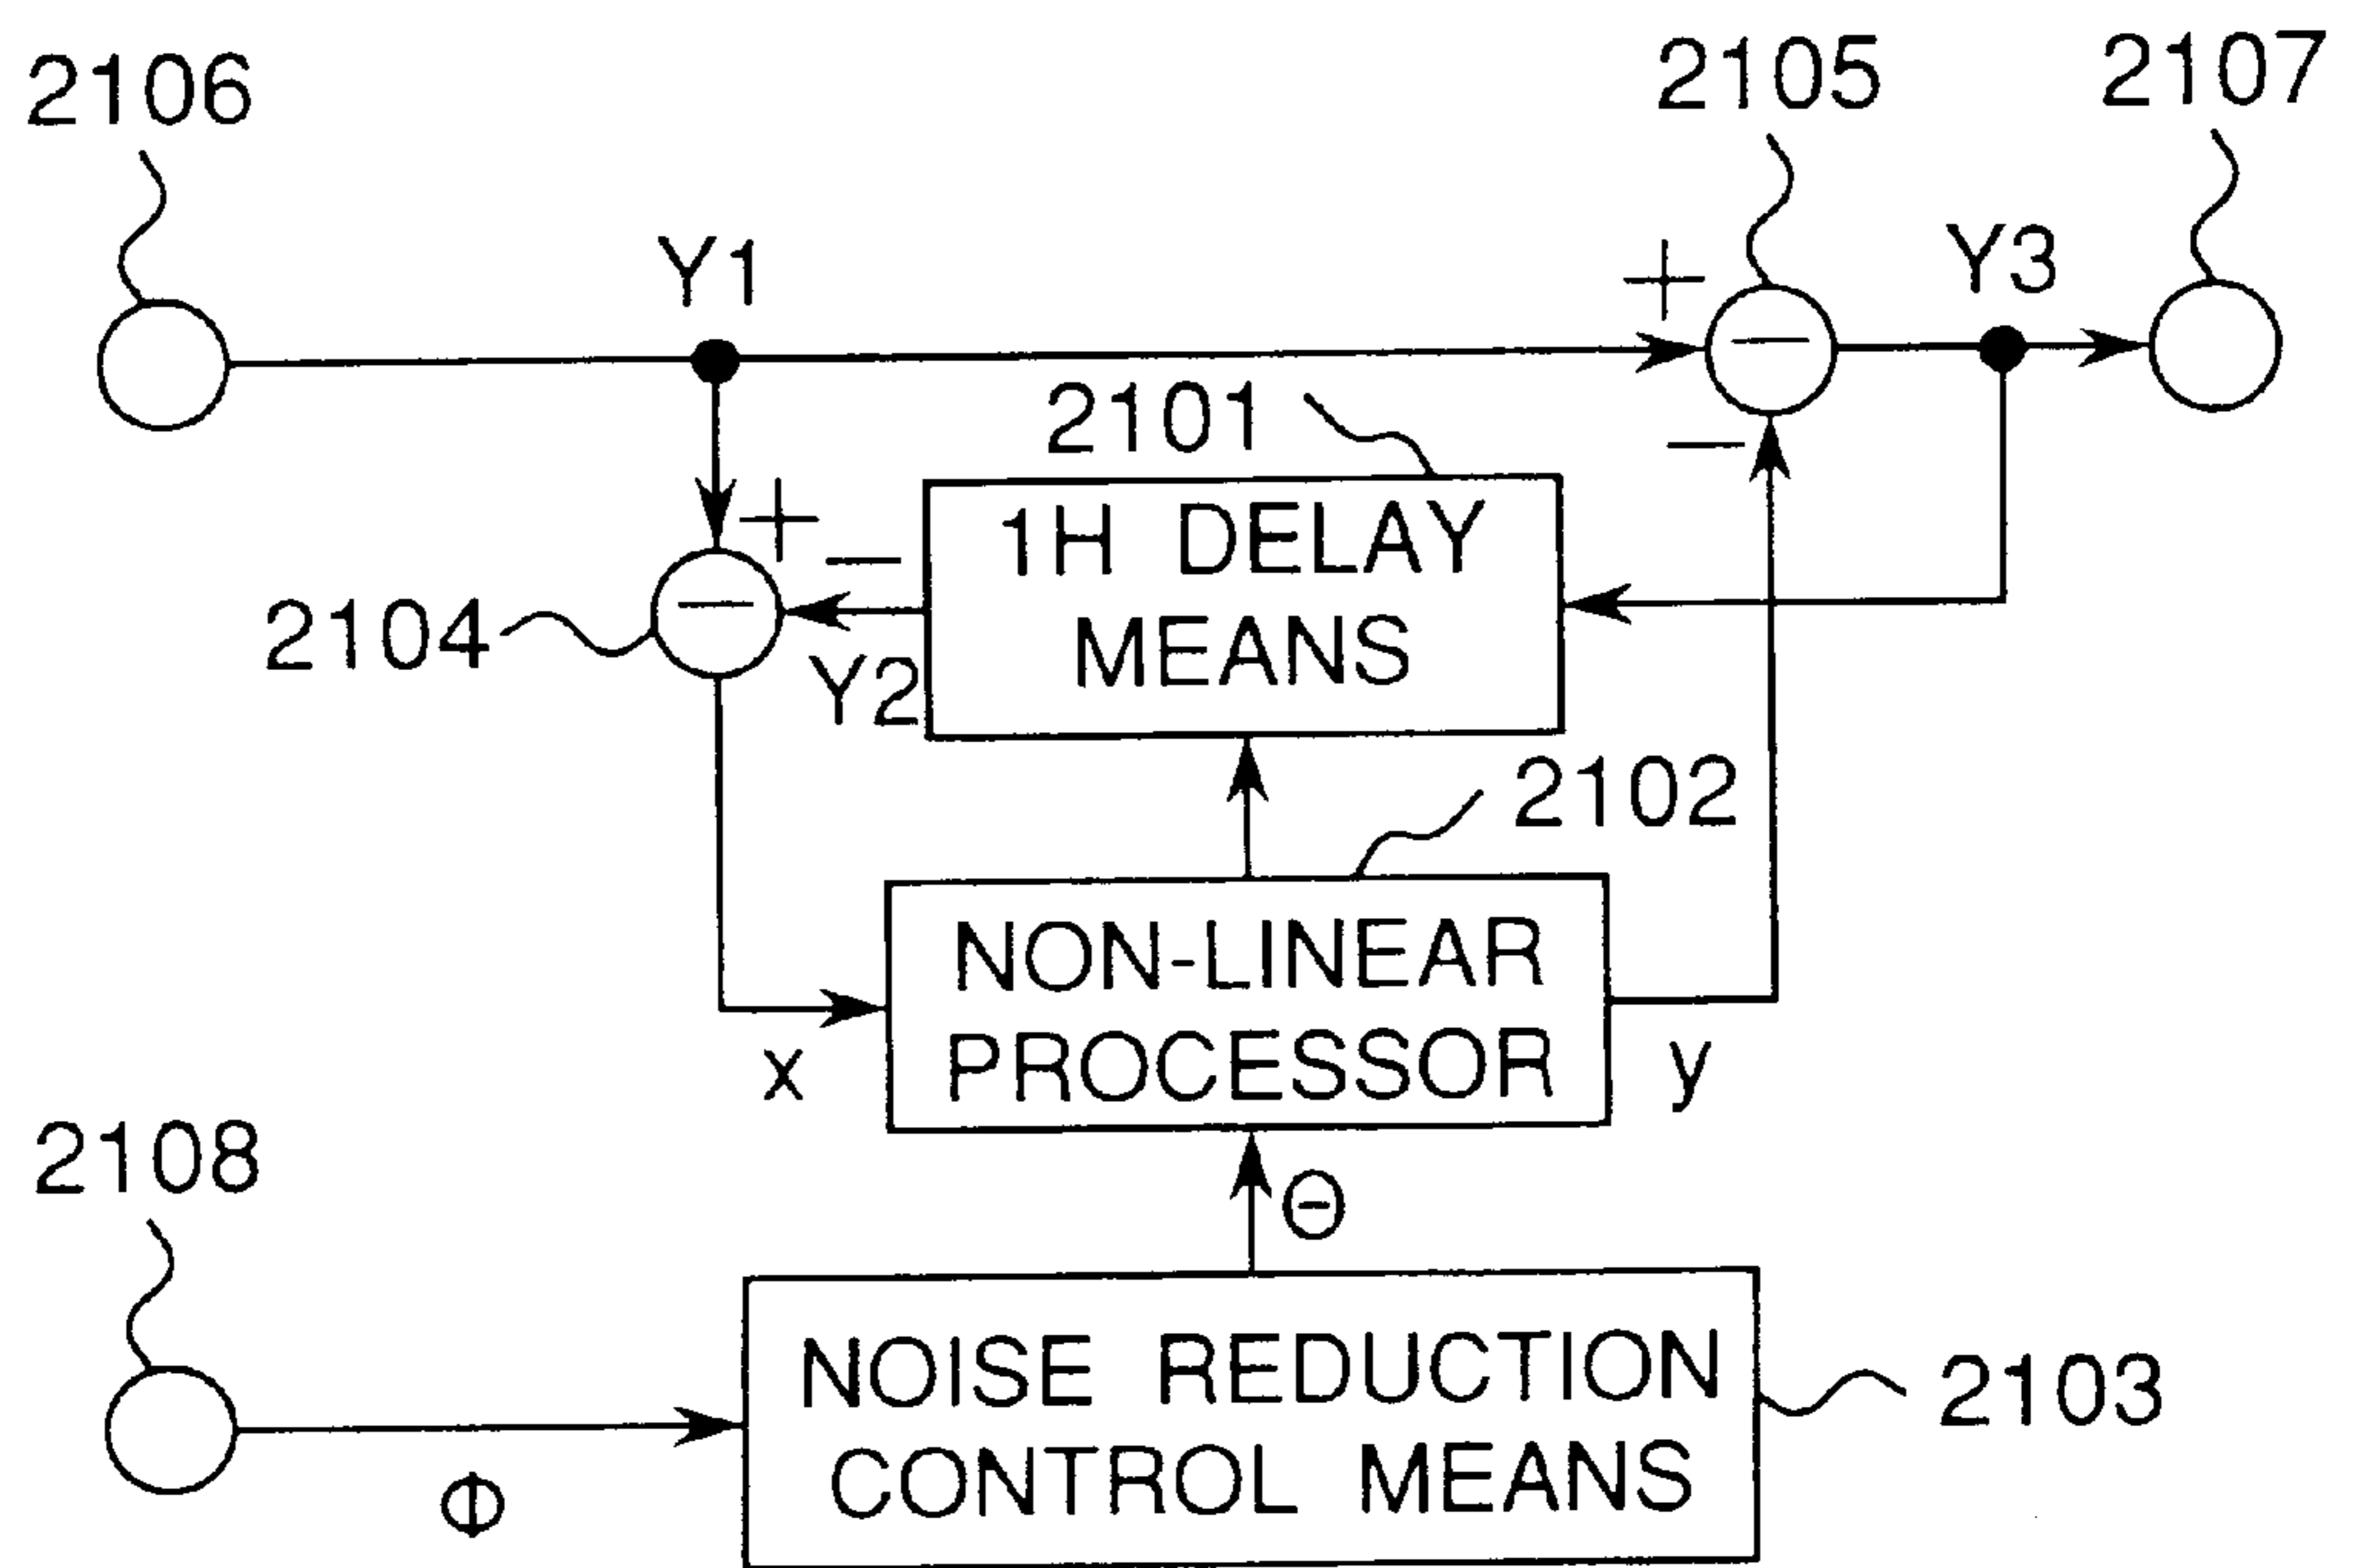 2106
2105
2107
Y1
+
Y3
2101
−
+
−
1H DELAY
MEANS
2104
Y2
2102
NON-LINEAR
PROCESSOR
x
y
2108
Θ
NOISE REDUCTION
CONTROL MEANS
2103
Φ